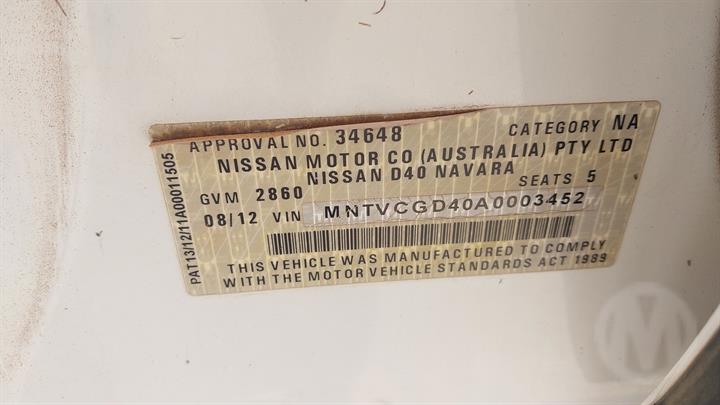 APPROVAL NO. 34648 CATEGORY NA
NISSAN MOTOR CO (AUSTRALIA) PTY LTD
NISSAN D40 NAVARA
GVM 2860 SEATS 5
08/12 VIN MNTVCGD40A0003452
THIS VEHICLE WAS MANUFACTURED TO COMPLY
WITH THE MOTOR VEHICLE STANDARDS ACT 1989
PAT13/12/11A00011505
M